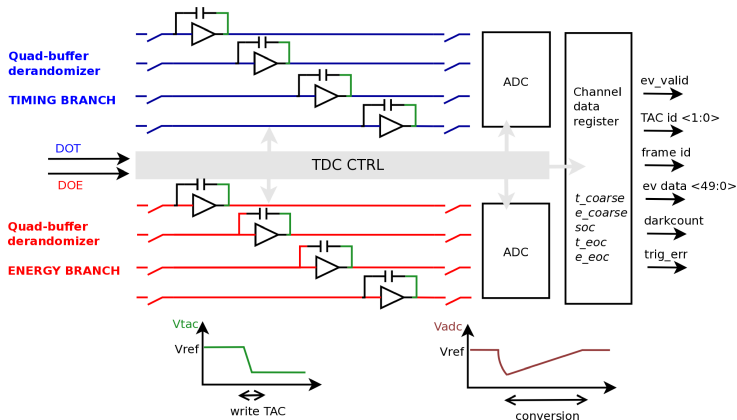 Quad-buffer
derandomizer
TIMING BRANCH
DOT
DOE
TDC CTRL
Quad-buffer
derandomizer
ENERGY BRANCH
ADC
ADC
Channel
data
register
t_coarse
e_coarse
soc
t_eoc
e_eoc
ev_valid
TAC id <1:0>
frame id
ev data <49:0>
darkcount
trig_err
Vtac
Vref
write TAC
Vadc
Vref
conversion